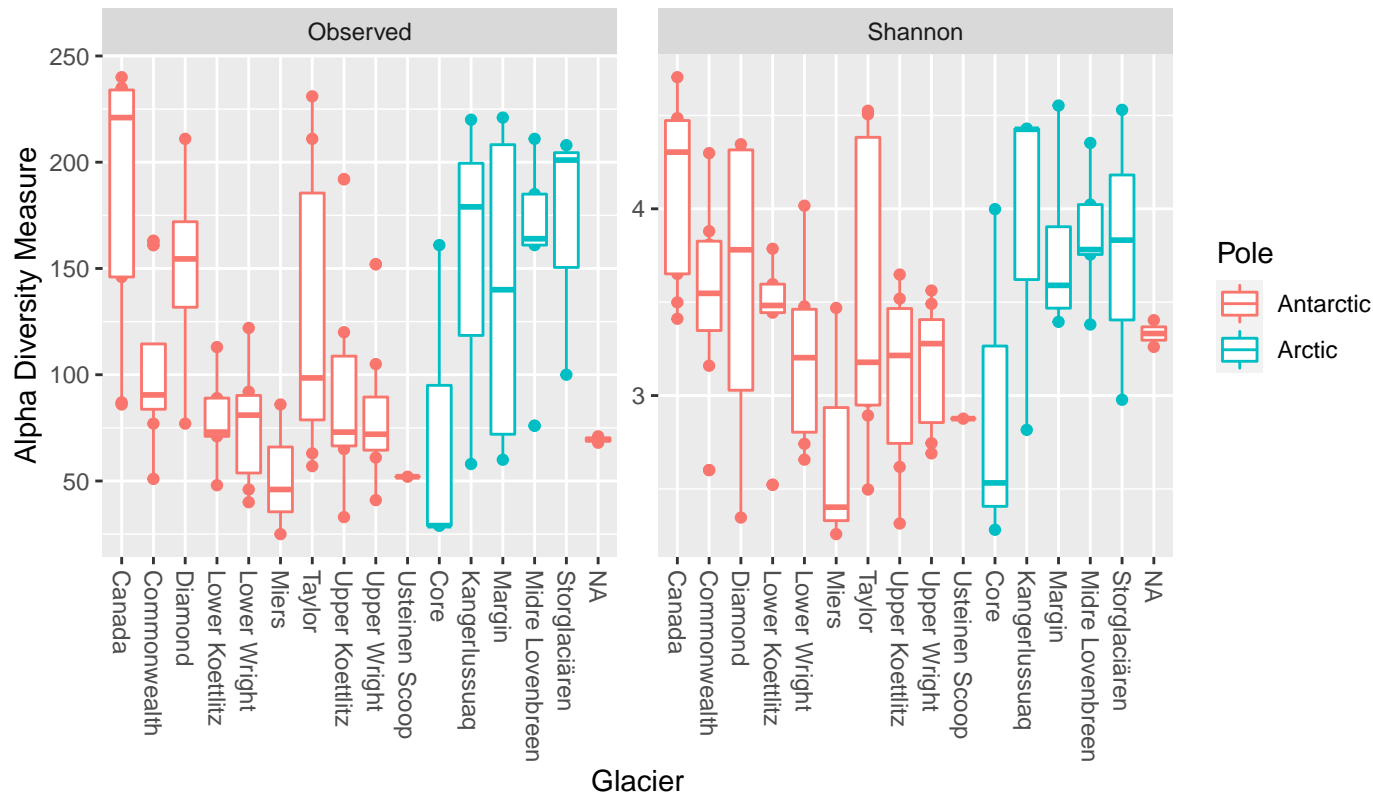 Observed
Shannon
Alpha Diversity Measure
250
200
150
100
50
4
3
Canada
Commonwealth
Diamond
Lower Koettlitz
Lower Wright
Miers
Taylor
Upper Koettlitz
Upper Wright
Usteinen Scoop
Core
Kangerlussuaq
Margin
Midre Lovenbreen
Storglaciären
NA
Canada
Commonwealth
Diamond
Lower Koettlitz
Lower Wright
Miers
Taylor
Upper Koettlitz
Upper Wright
Usteinen Scoop
Core
Kangerlussuaq
Margin
Midre Lovenbreen
Storglaciären
NA
Glacier
Pole
Antarctic
Arctic